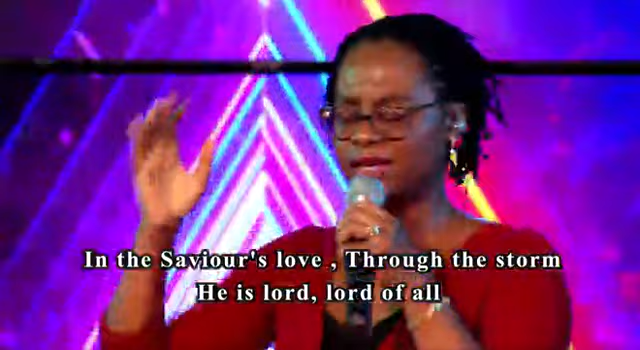 In the Saviour's love , Through the storm
He is lord, lord of all